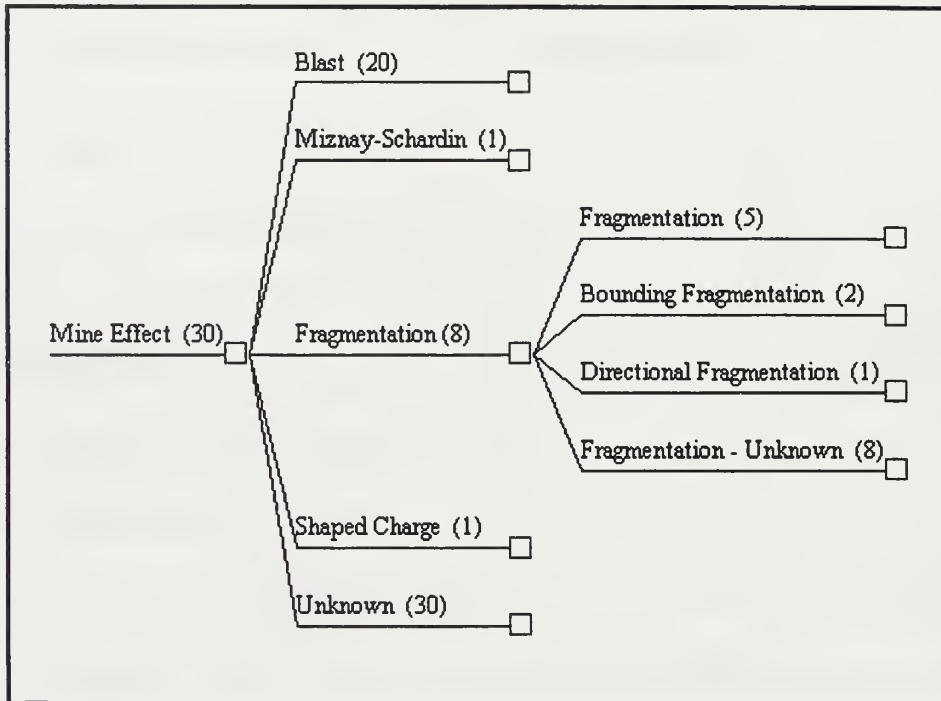 Blast (20)
Miznay-Schardin (1)
Fragmentation (5)
Bounding Fragmentation (2)
Mine Effect (30)
Fragmentation (8)
Directional Fragmentation (1)
Fragmentation - Unknown (8)
Shaped Charge (1)
Unknown (30)